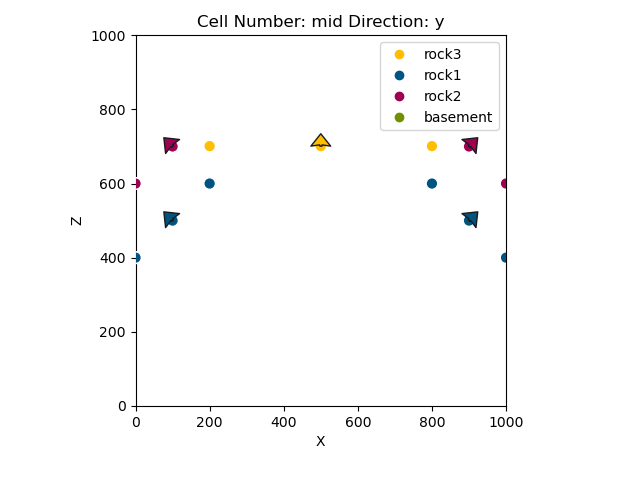 Cell Number: mid Direction: y
1000
800
600
400
200
0
Z
rock3
rock1
rock2
basement
0 200 400 600 800 1000
X